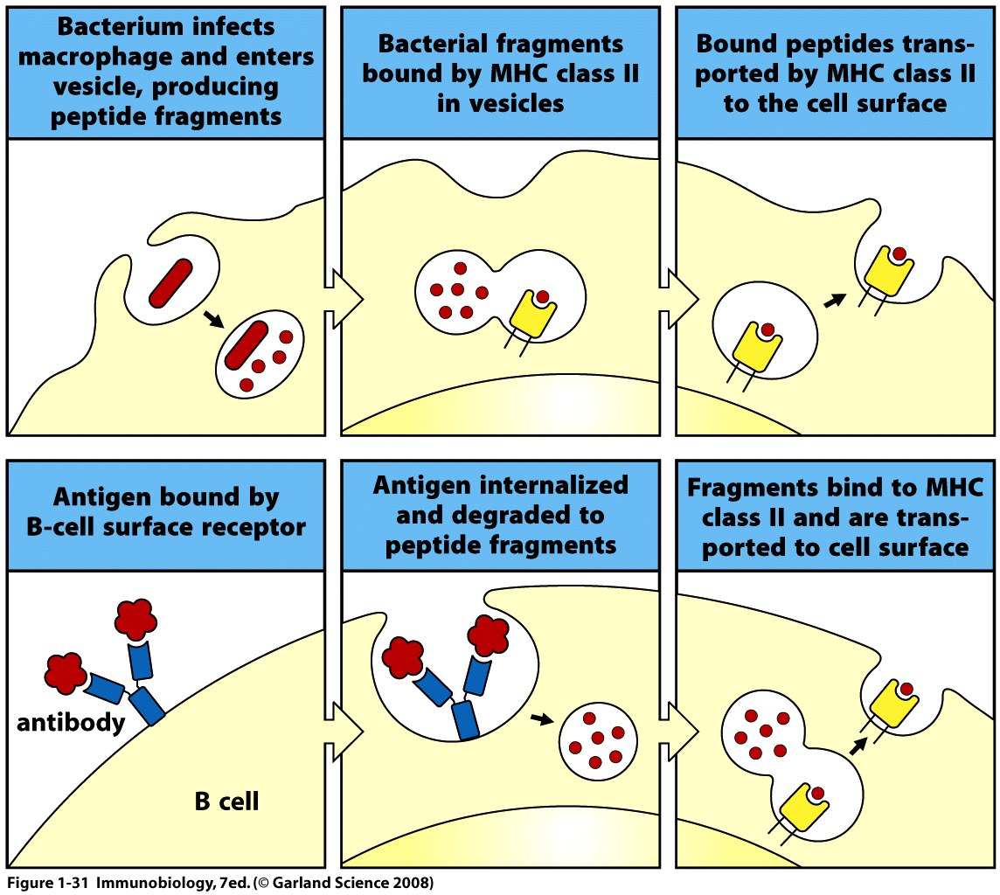 Bacterium infects
macrophage and enters
vesicle, producing
peptide fragments
Bacterial fragments
bound by MHC class II
in vesicles
Bound peptides trans-
ported by MHC class II
to the cell surface
Antigen bound by
B-cell surface receptor
antibody
B cell
Antigen internalized
and degraded to
peptide fragments
Fragments bind to MHC
class II and are trans-
ported to cell surface
Figure 1-31 Immunobiology, 7ed. (© Garland Science 2008)